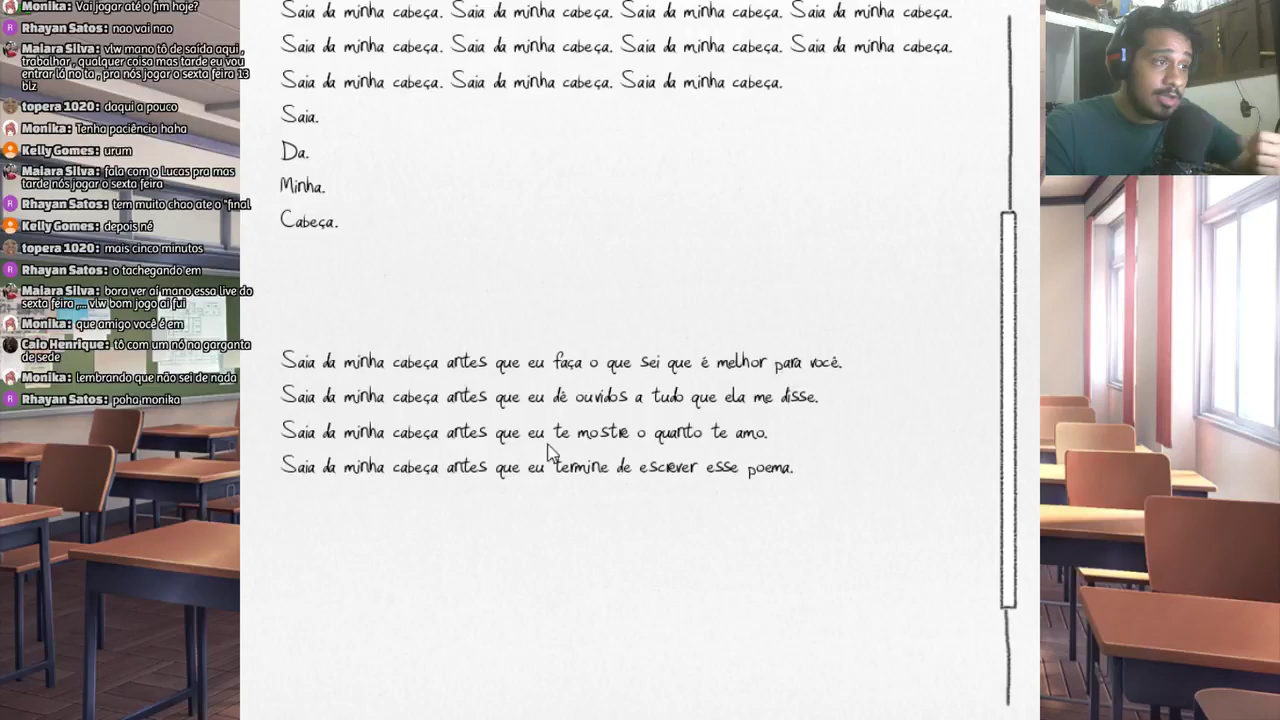 Monika: Vai jogar até o fim hoje?
Rhayan Satos: nao vai nao
Maiara Silva: vlw mano tô de saída aqui ,
trabalhar , qualquer coisa mas tarde eu vou
entrar lá no ta , pra nós jogar o sexta feira 13
blz
topera 1020: daqui a pouco
Monika: Tenha paciência haha
Kelly Gomes: urum
Maiara Silva: fala com o Lucas pra mas
tarde nós jogar o sexta feira
Rhayan Satos: tem muito chao ate o "final
Kelly Gomes: depois né
topera 1020: mais cinco minutos
Rhayan Satos: o tachegando em
Maiara Silva: bora ver aí mano essa live do
sexta feira ,... vlw bom jogo aí fui
Monika: que amigo você é em
Caio Henrique: tô com um nó na garganta
de sede
Monika: lembrando que não sei de nada
Rhayan Satos: poha monika
Saia da minha cabeça. Saia da minha cabeça. Saia da minha cabeça. Saia da minha cabeça.
Saia da minha cabeça. Saia da minha cabeça. Saia da minha cabeça. Saia da minha cabeça.
Saia da minha cabeça. Saia da minha cabeça. Saia da minha cabeça.
Saia.
Da.
Minha.
Cabeça.
Saia da minha cabeça antes que eu faça o que sei que é melhor para você.
Saia da minha cabeça antes que eu dê ouvidos a tudo que ela me disse.
Saia da minha cabeça antes que eu te mostre o quanto te amo.
Saia da minha cabeça antes que eu termine de escrever esse poema.